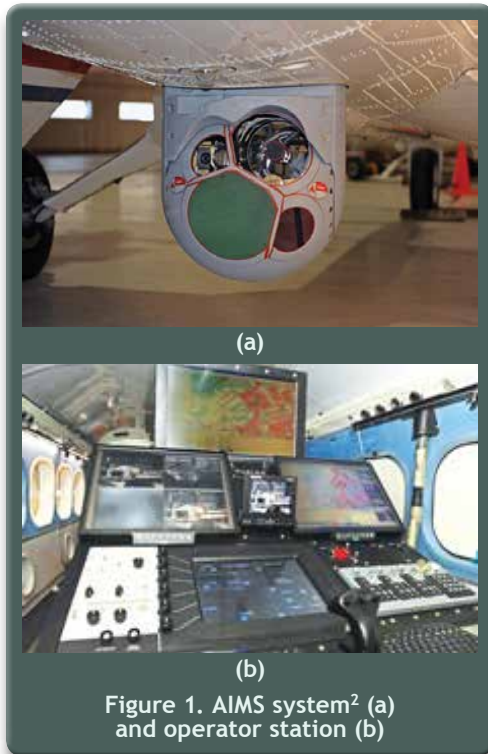 (a)
(b)
Figure 1. AIMS system² (a)
and operator station (b)